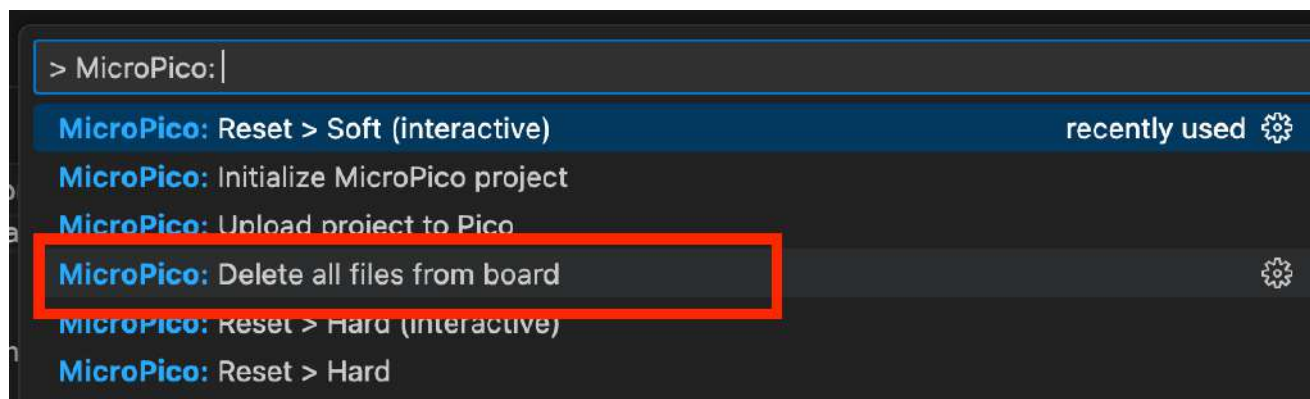 > MicroPico:
MicroPico: Reset > Soft (interactive) recently used
MicroPico: Initialize MicroPico project
MicroPico: Upload project to Pico
MicroPico: Delete all files from board
MicroPico: Reset > Hard (interactive)
MicroPico: Reset > Hard